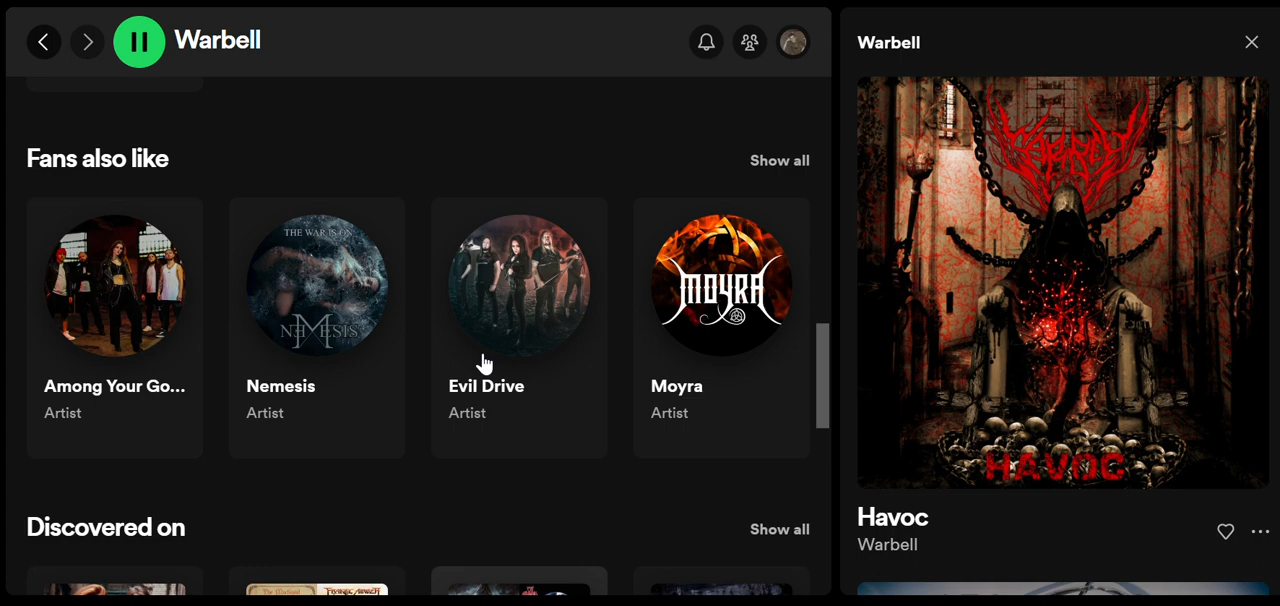 Warbell
Fans also like
Show all
THE WAR IS ON
NEMESIS
MOYRA
Among Your Go...
Nemesis
Evil Drive
Moyra
Artist
Artist
Artist
Artist
Discovered on
Show all
Warbell
WARBELL
HAVOC
Havoc
Warbell